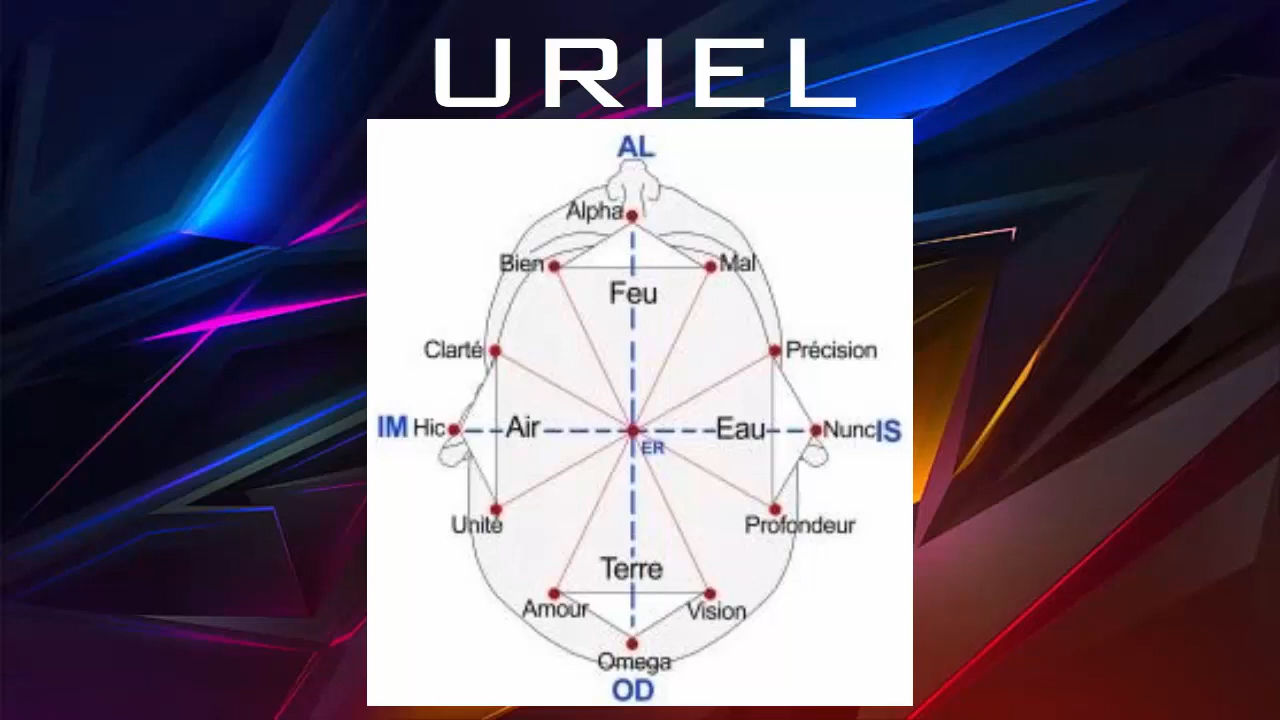 URIEL
AL
Alpha
Bien
Mal
Feu
Clarté
Précision
IM Hic
Air
Eau
Nunc IS
ER
Unité
Profondeur
Terre
Amour
Vision
Omega
OD